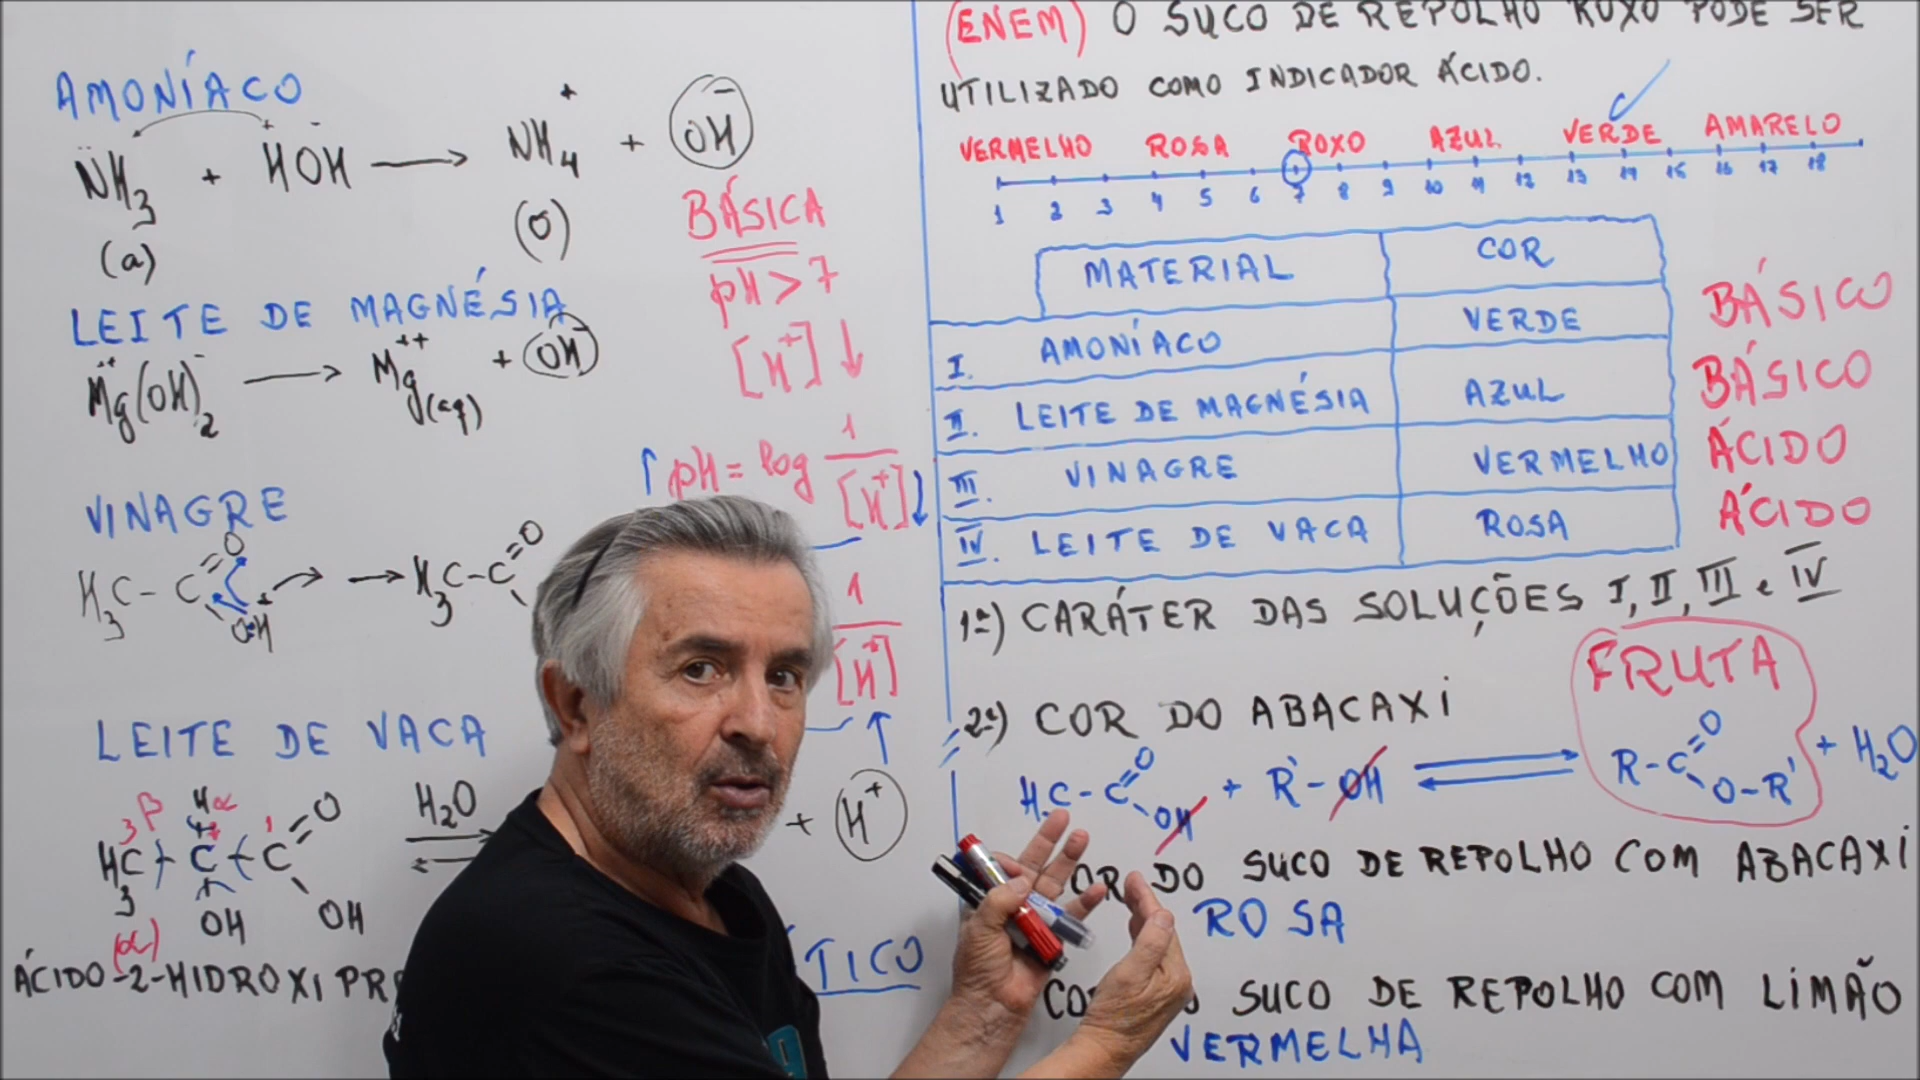 AMONÍACO
NH3 + HOH → NH4+ + OH-
(a) (o)
BÁSICA
pH > 7
[H+] ↓
LEITE DE MAGNÉSIA
Mg(OH)2 → Mg++(aq) + OH-
↑ pH = log 1/[H+] ↓
VINAGRE
H3C-C=O OH → H3C-C=O
1/[H+] ↑
LEITE DE VACA
β α 1
H3C-C-C=O H OH OH H2O + H+
(α)
ÁCIDO-2-HIDROXI PR
TICO
(ENEM) O SUCO DE REPOLHO ROXO PODE SER
UTILIZADO COMO INDICADOR ÁCIDO.
VERMELHO ROSA ROXO AZUL VERDE AMARELO
1 2 3 4 5 6 7 8 9 10 11 12 13 14 15 16 17 18
MATERIAL COR
I. AMONÍACO VERDE BÁSICO
II. LEITE DE MAGNÉSIA AZUL BÁSICO
III. VINAGRE VERMELHO ÁCIDO
IV. LEITE DE VACA ROSA ÁCIDO
1º) CARÁTER DAS SOLUÇÕES I, II, III e IV
FRUTA
2º) COR DO ABACAXI
H3C-C=O OH + R'-OH ⇌ R-C=O O-R' + H2O
COR DO SUCO DE REPOLHO COM ABACAXI
ROSA
SUCO DE REPOLHO COM LIMÃO
VERMELHA